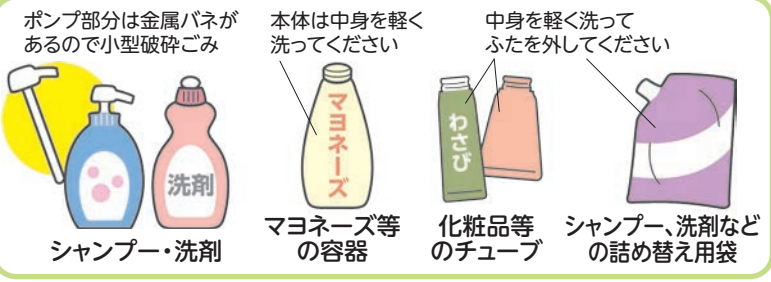 ポンプ部分は金属バネが
あるので小型破砕ごみ
本体は中身を軽く
洗ってください
中身を軽く洗って
ふたを外してください
洗剤
マヨネーズ
わさび
シャンプー・洗剤
マヨネーズ等
の容器
化粧品等
のチューブ
シャンプー、洗剤など
の詰め替え用袋